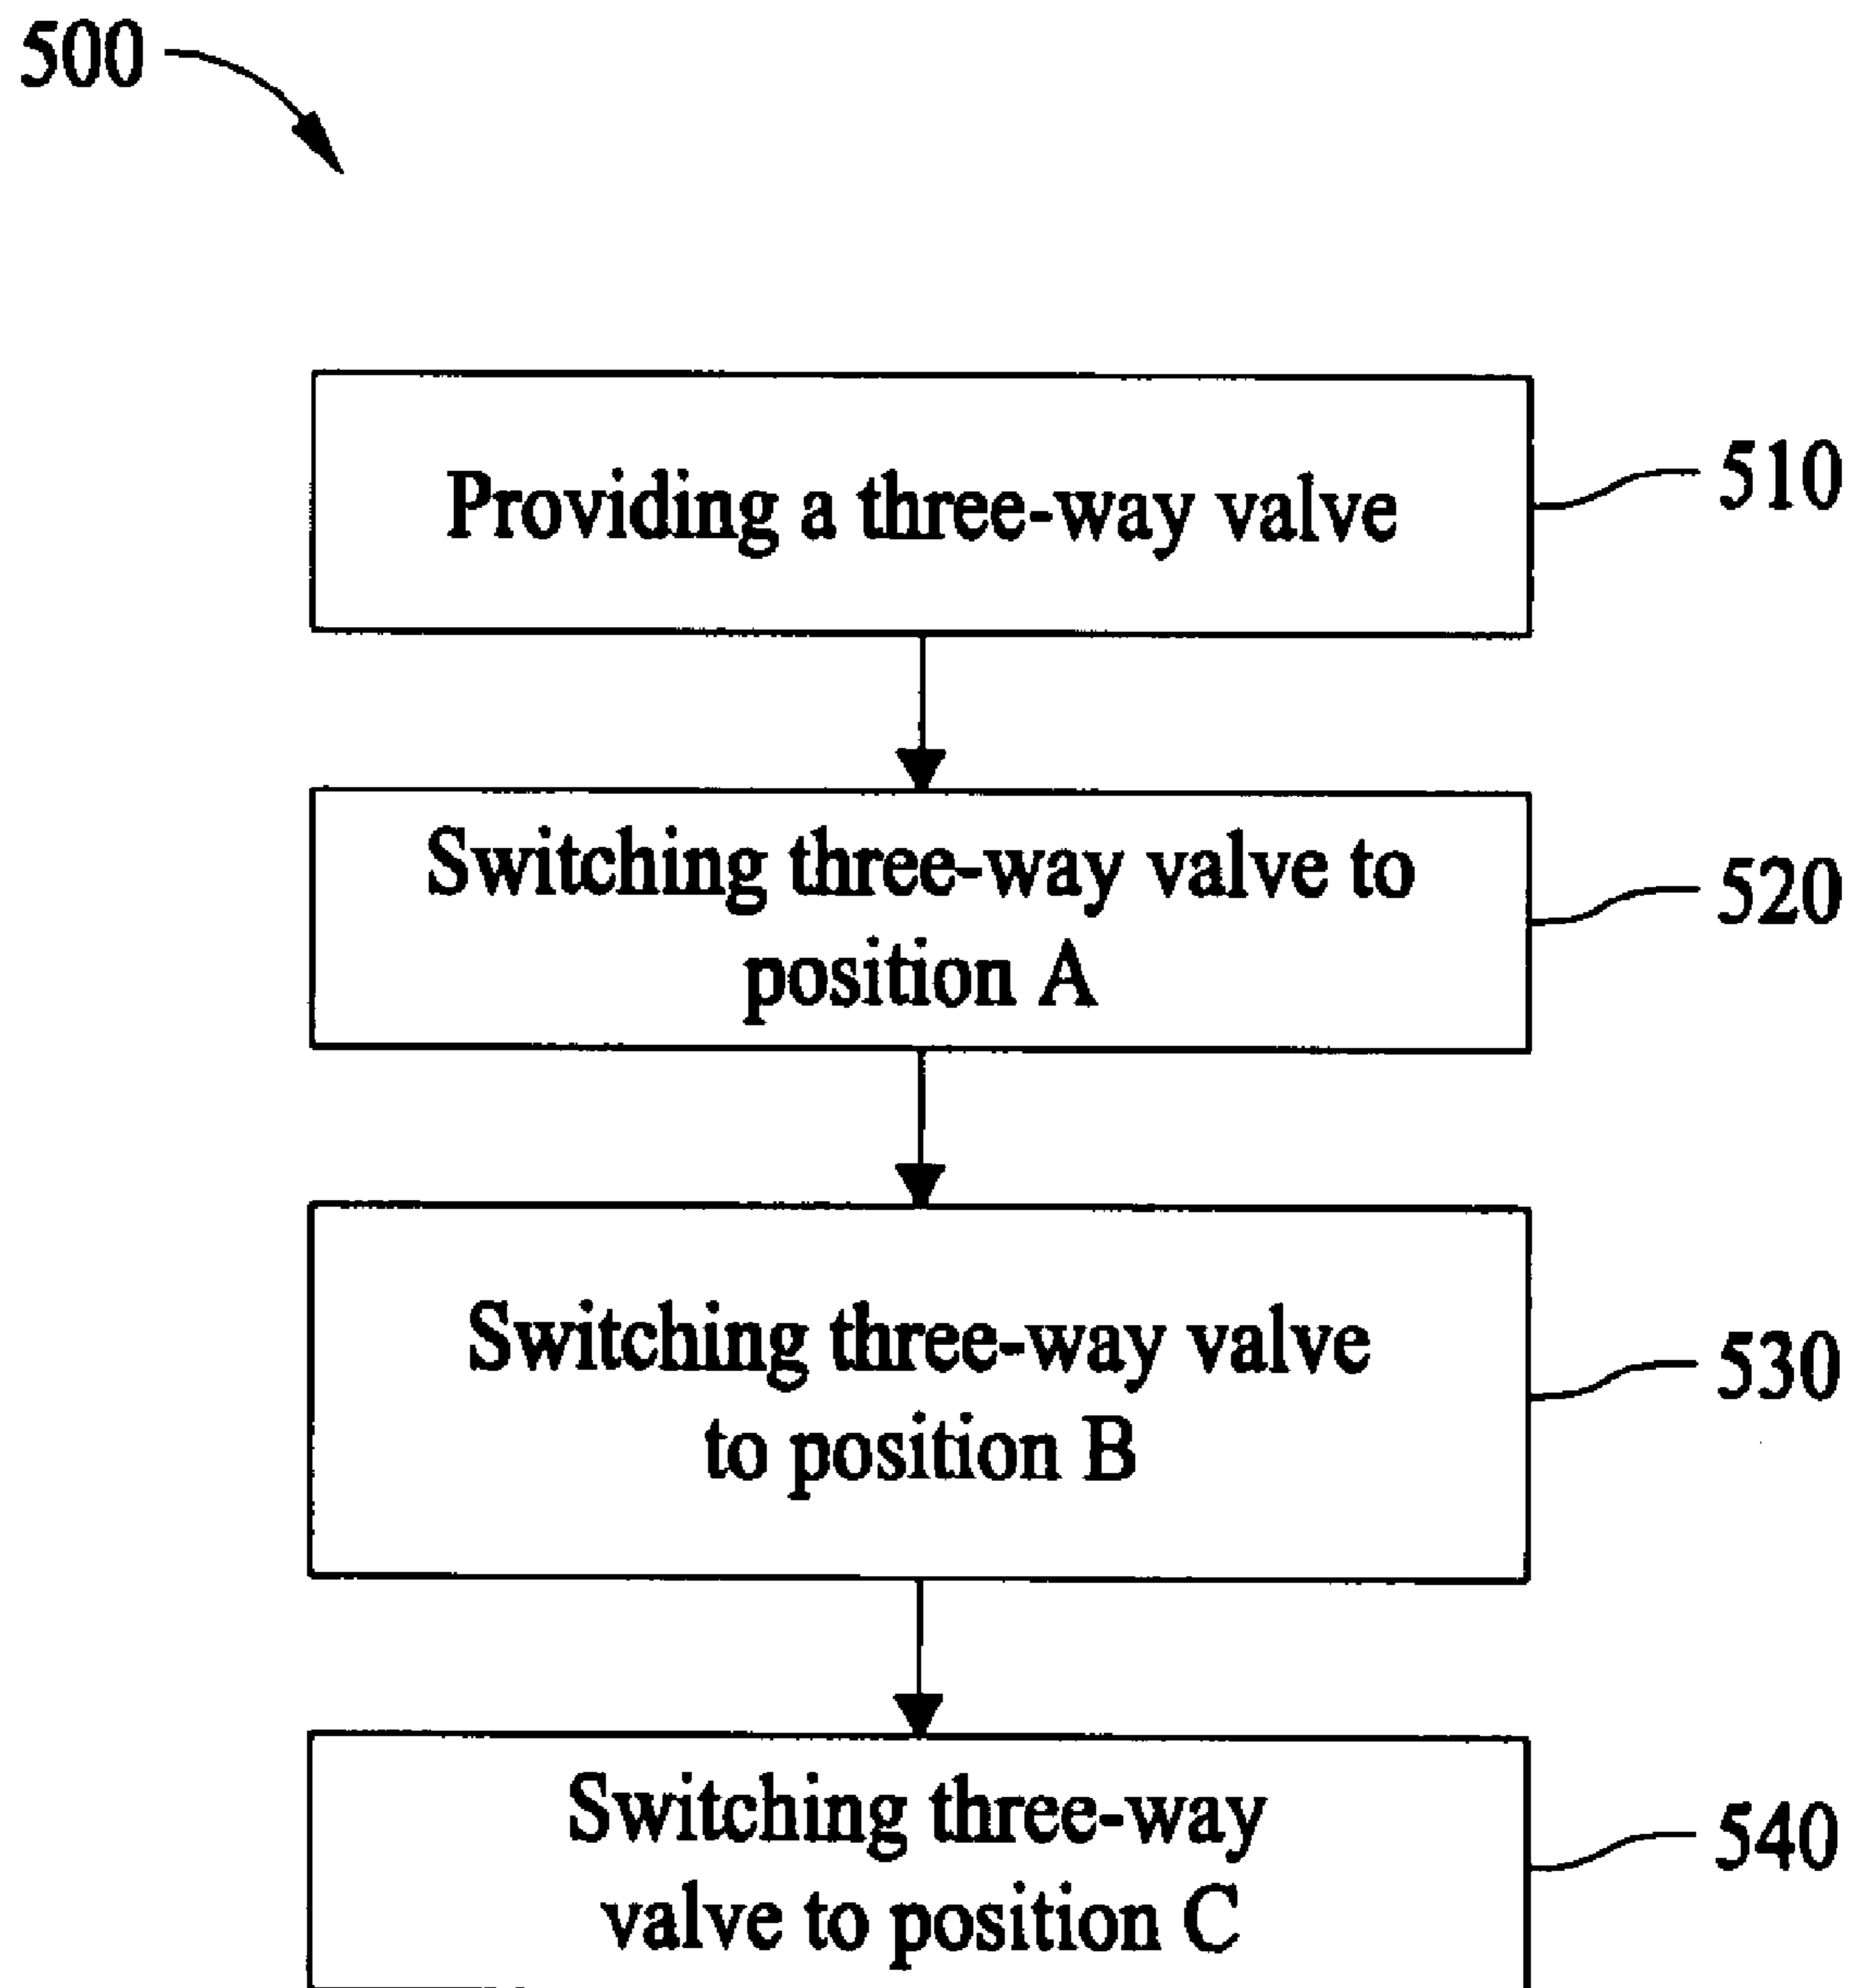 500
Providing a three-way valve
510
Switching three-way valve to
position A
520
Switching three-way valve
to position B
530
Switching three-way
valve to position C
540